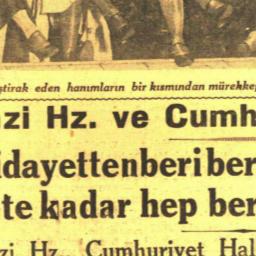 ştirak eden hanımların bir kısmından mürekkep
zi Hz. ve Cumh
idayettenberi ber
te kadar hep ber
zi Hz., Cumhuriyet Hal